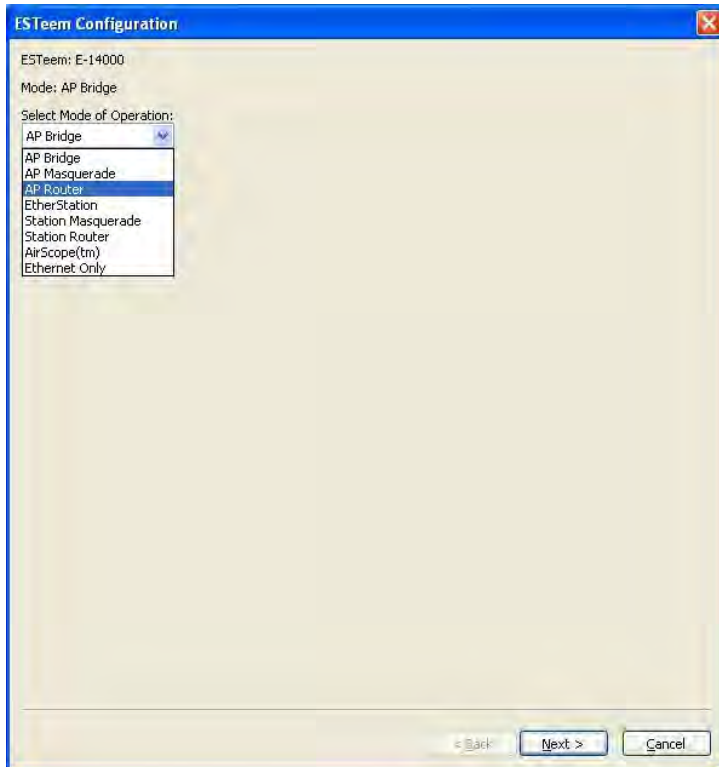 ESTeem Configuration
ESTeem: E-14000
Mode: AP Bridge
Select Mode of Operation:
AP Bridge
AP Bridge
AP Masquerade
AP Router
EtherStation
Station Masquerade
Station Router
AirScope(tm)
Ethernet Only
< Back Next > Cancel